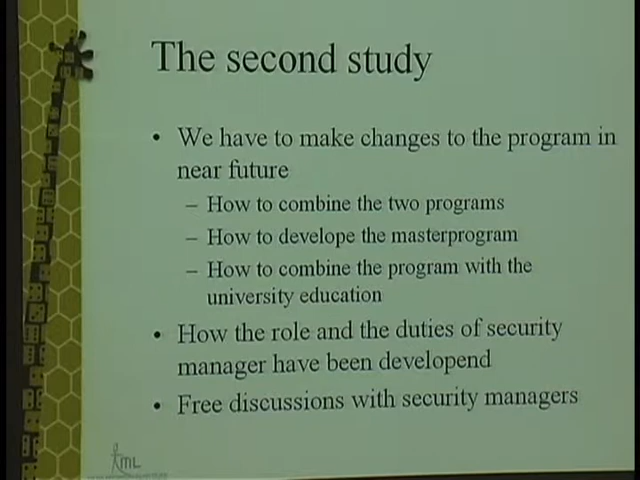 The second study
• We have to make changes to the program in
near future
– How to combine the two programs
– How to develope the masterprogram
– How to combine the program with the
university education
• How the role and the duties of security
manager have been developend
• Free discussions with security managers